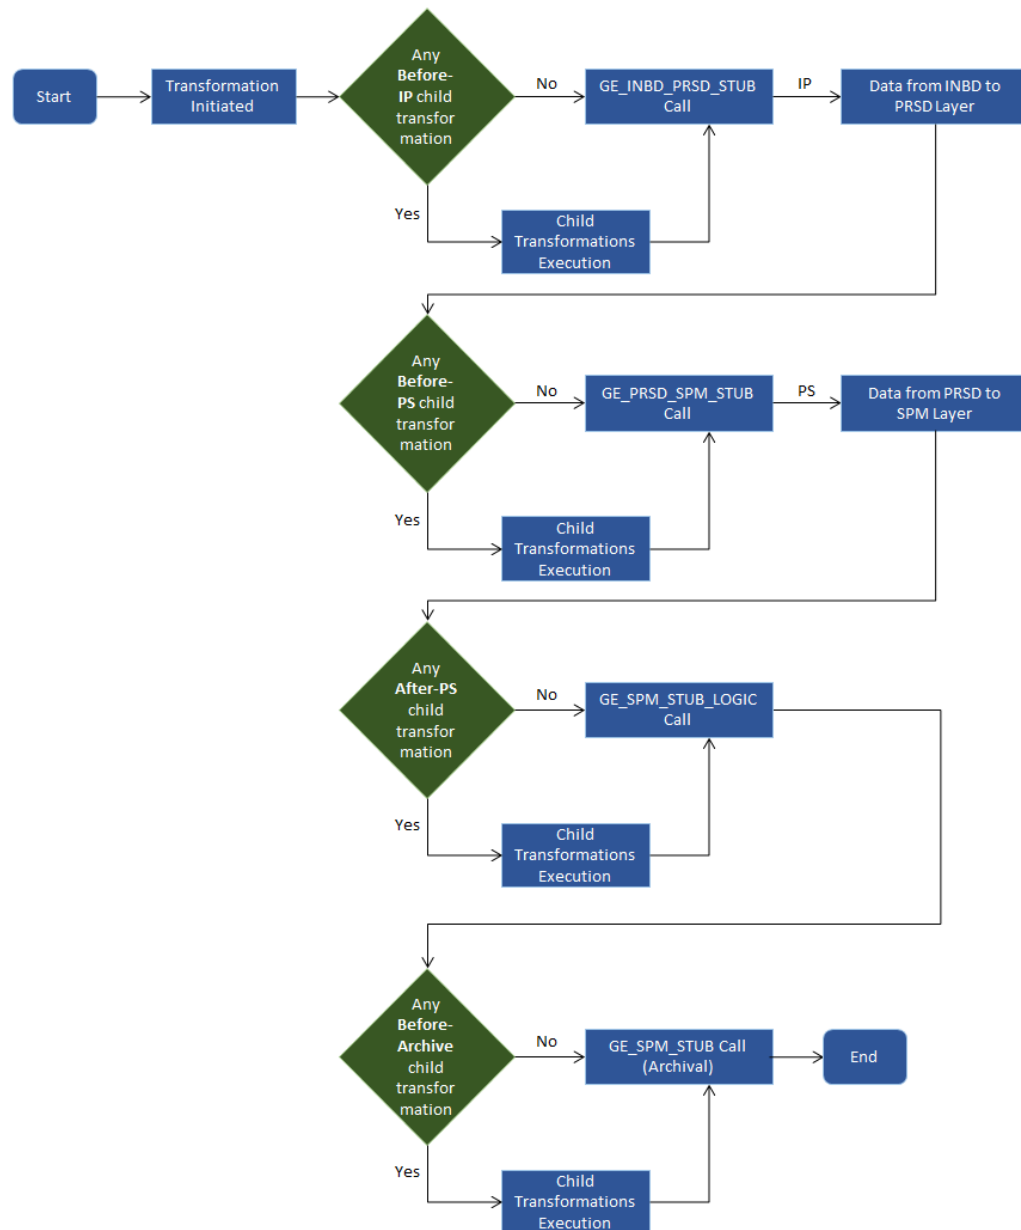 Start
Transformation
Initiated
Any
Before-
IP child
transfor
mation
No
GE_INBD_PRSD_STUB
Call
IP
Data from INBD to
PRSD Layer
Yes
Child
Transformations
Execution
Any
Before-
PS child
transfor
mation
No
GE_PRSD_SPM_STUB
Call
PS
Data from PRSD to
SPM Layer
Yes
Child
Transformations
Execution
Any
After-PS
child
transfor
mation
No
GE_SPM_STUB_LOGIC
Call
Yes
Child
Transformations
Execution
Any
Before-
Archive
child
transfor
mation
No
GE_SPM_STUB Call
(Archival)
End
Yes
Child
Transformations
Execution